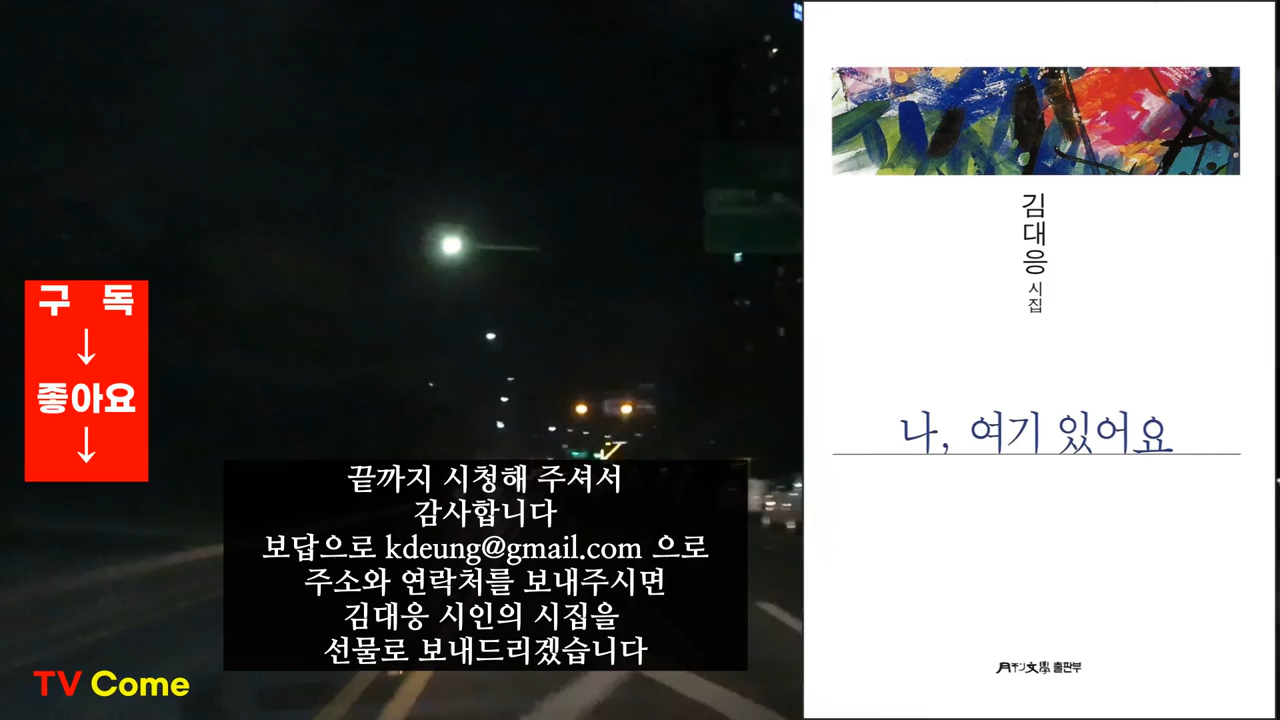 구 독
↓
좋아요
↓
끝까지 시청해 주셔서
감사합니다
보답으로 kdeung@gmail.com 으로
주소와 연락처를 보내주시면
김대웅 시인의 시집을
선물로 보내드리겠습니다
TV Come
김대응
시집
나, 여기 있어요
文學 출판부